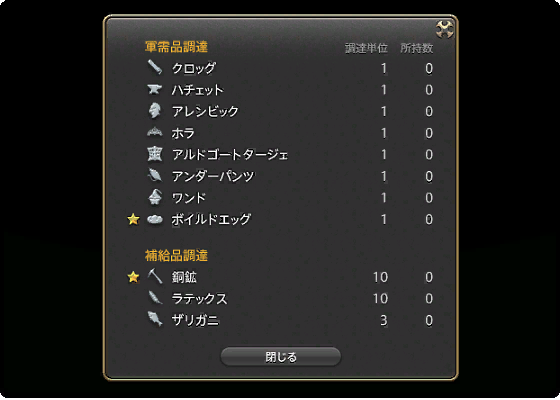 軍需品調達 調達単位 所持数
クロッグ 1 0
ハチェット 1 0
アレンビック 1 0
ホラ 1 0
アルドゴートタージェ 1 0
アンダーパンツ 1 0
ワンド 1 0
ボイルドエッグ 1 0
補給品調達
銅鉱 10 0
ラテックス 10 0
ザリガニ 3 0
閉じる